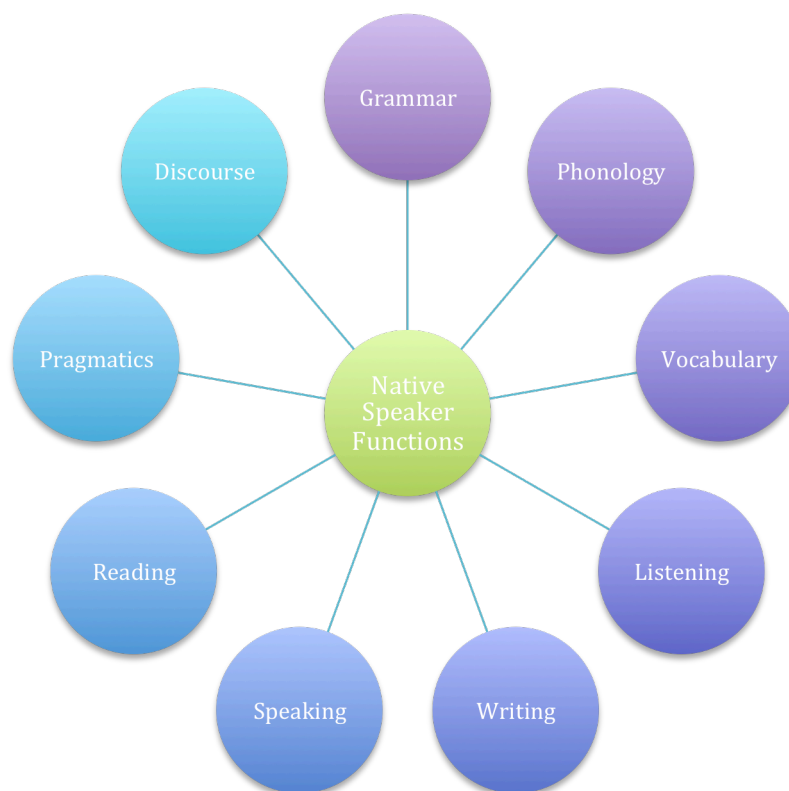 Grammar
Phonology
Vocabulary
Listening
Writing
Speaking
Reading
Pragmatics
Discourse
Native
Speaker
Functions